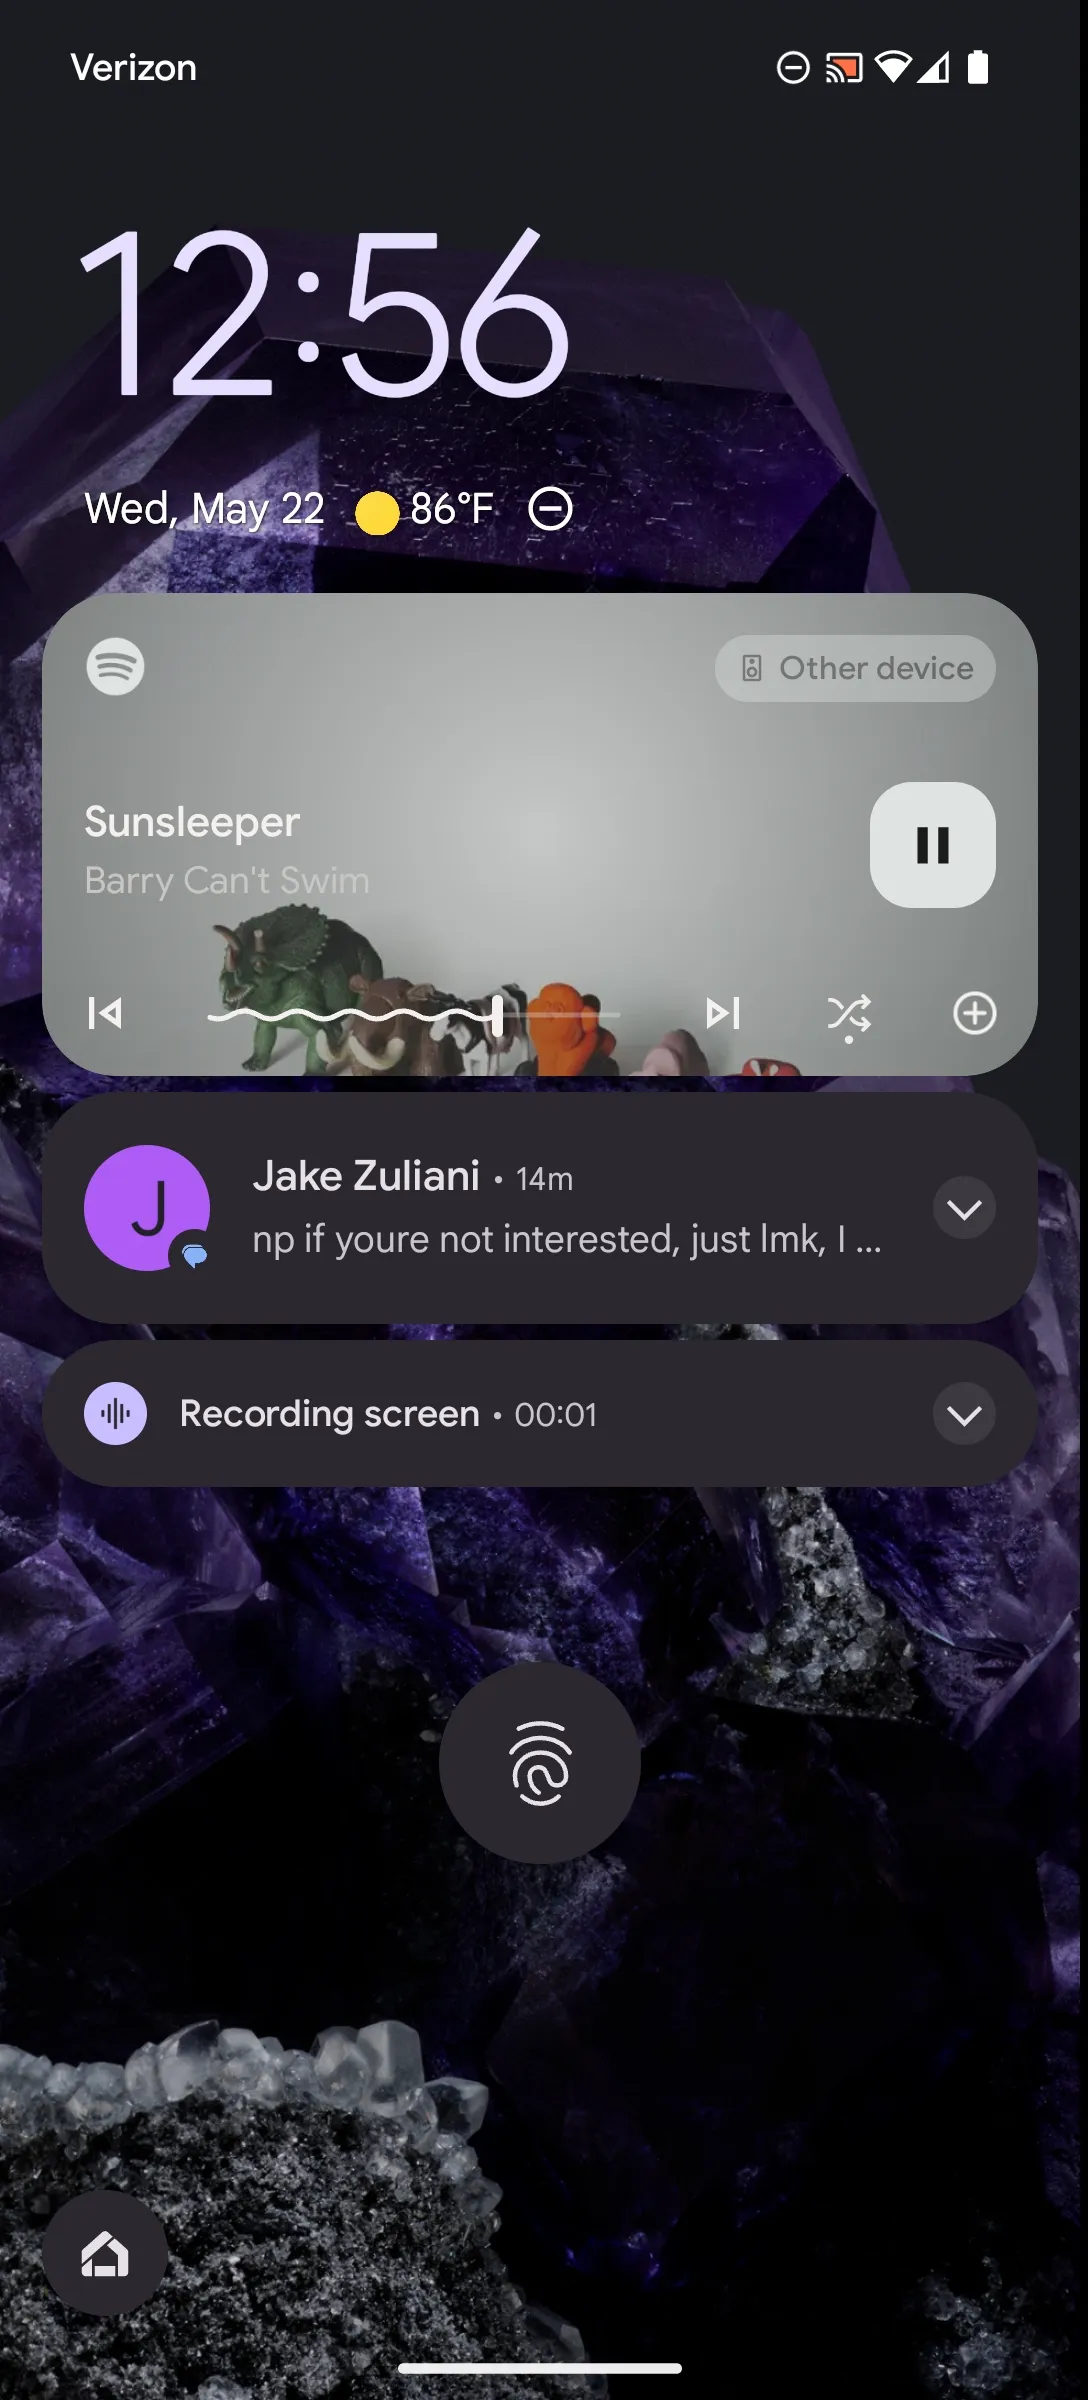 Verizon
12:56
Wed, May 22 86°F
Other device
Sunsleeper
Barry Can't Swim
J
Jake Zuliani • 14m
np if youre not interested, just lmk, I ...
Recording screen • 00:01